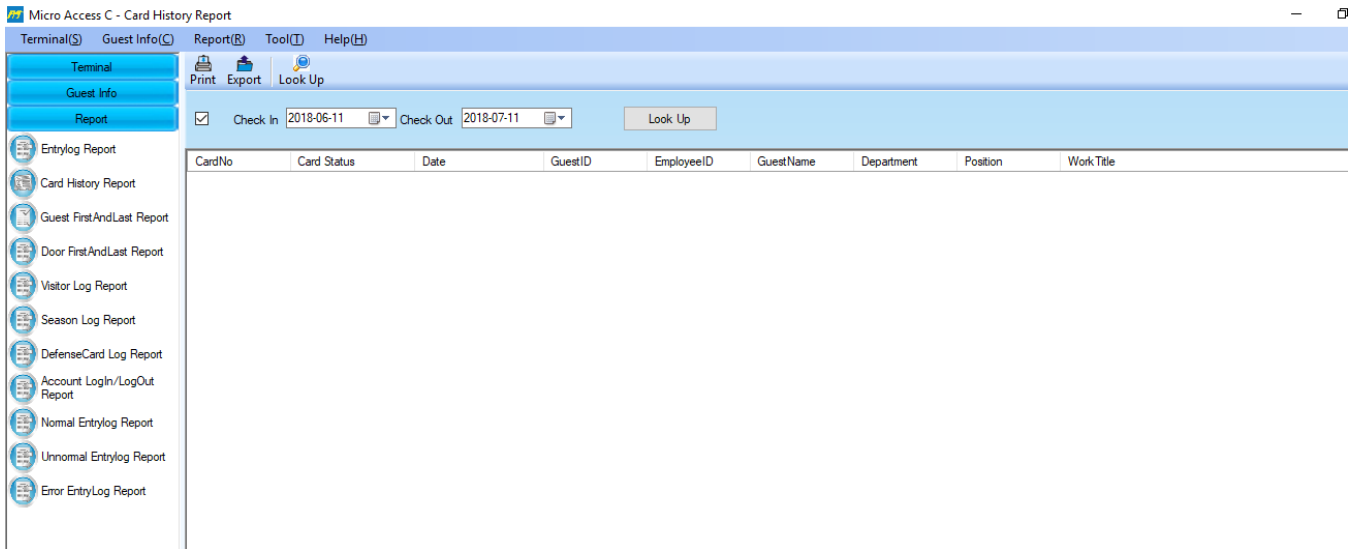 Micro Access C - Card History Report
Terminal(S) Guest Info(C) Report(R) Tool(T) Help(H)
Terminal
Guest Info
Report
Entrylog Report
Card History Report
Guest FirstAndLast Report
Door FirstAndLast Report
Visitor Log Report
Season Log Report
DefenseCard Log Report
Account LogIn/LogOut
Report
Normal Entrylog Report
Unnormal Entrylog Report
Error EntryLog Report
Print Export Look Up
Check In 2018-06-11 Check Out 2018-07-11 Look Up
CardNo Card Status Date GuestID EmployeeID GuestName Department Position WorkTitle